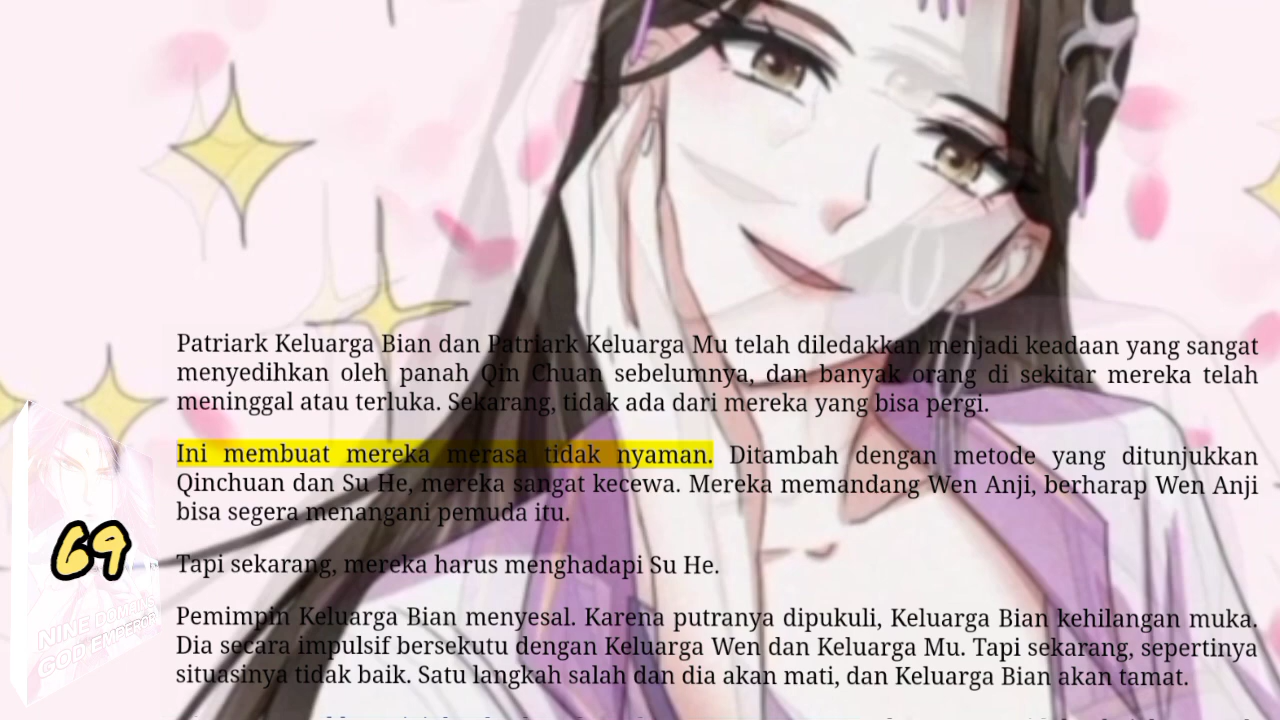 Patriark Keluarga Bian dan Patriark Keluarga Mu telah diledakkan menjadi keadaan yang sangat
menyedihkan oleh panah Qin Chuan sebelumnya, dan banyak orang di sekitar mereka telah
meninggal atau terluka. Sekarang, tidak ada dari mereka yang bisa pergi.
Ini membuat mereka merasa tidak nyaman. Ditambah dengan metode yang ditunjukkan
Qinchuan dan Su He, mereka sangat kecewa. Mereka memandang Wen Anji, berharap Wen Anji
bisa segera menangani pemuda itu.
Tapi sekarang, mereka harus menghadapi Su He.
Pemimpin Keluarga Bian menyesal. Karena putranya dipukuli, Keluarga Bian kehilangan muka.
Dia secara impulsif bersekutu dengan Keluarga Wen dan Keluarga Mu. Tapi sekarang, sepertinya
situasinya tidak baik. Satu langkah salah dan dia akan mati, dan Keluarga Bian akan tamat.
69
NINE DOMAINS
GOD EMPEROR